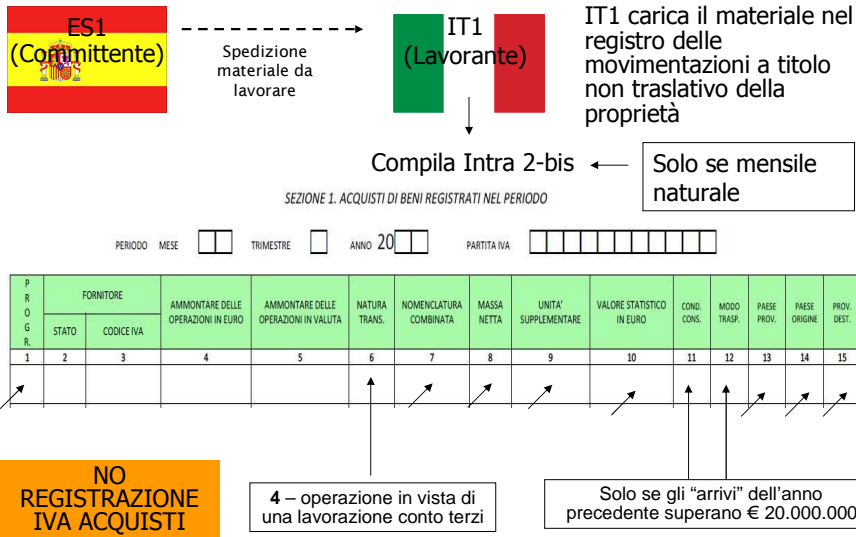 ES1
(Committente)
Spedizione
materiale da
lavorare
IT1
(Lavorante)
IT1 carica il materiale nel
registro delle
movimentazioni a titolo
non traslativo della
proprietà
Compila Intra 2-bis
Solo se mensile
naturale
SEZIONE 1. ACQUISTI DI BENI REGISTRATI NEL PERIODO
PERIODO MESE TRIMESTRE ANNO 20 PARTITA IVA
P
R
O
G
R.
FORNITORE
STATO
CODICE IVA
AMMONTARE DELLE
OPERAZIONI IN EURO
AMMONTARE DELLE
OPERAZIONI IN VALUTA
NATURA
TRANS.
NOMENCLATURA
COMBINATA
MASSA
NETTA
UNITA'
SUPPLEMENTARE
VALORE STATISTICO
IN EURO
COND.
CONS.
MODO
TRASP.
PAESE
PROV.
PAESE
ORIGINE
PROV.
DEST.
1 2 3 4 5 6 7 8 9 10 11 12 13 14 15
NO
REGISTRAZIONE
IVA ACQUISTI
4 – operazione in vista di
una lavorazione conto terzi
Solo se gli “arrivi” dell’anno
precedente superano € 20.000.000